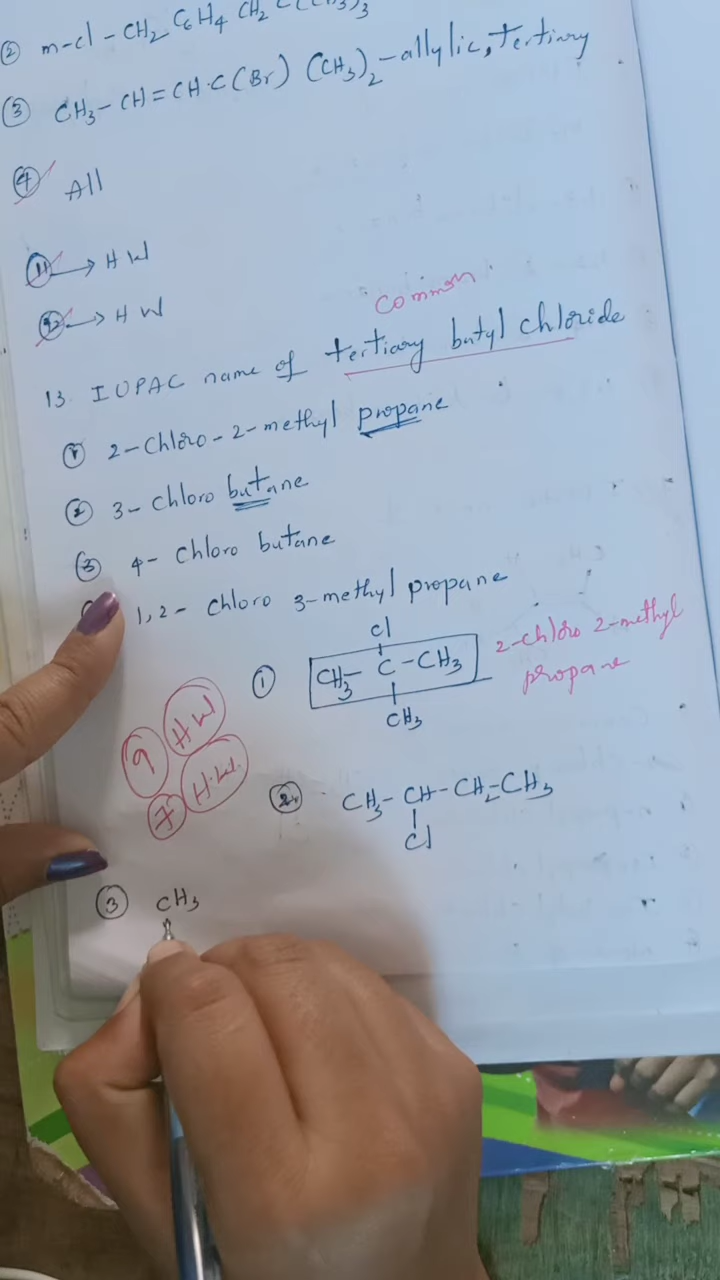 ② m-cl-CH₂ C₆H₄ CH₂
③ CH₃-CH=CH·C(Br) (CH₃)₂-allylic, Tertiary
④ All
⑪ → HW
⑫ → HW
common
13. IUPAC name of tertiary butyl chloride
① 2-Chloro-2-methyl propane
② 3-chloro butane
③ 4-chloro butane
1,2-chloro 3-methyl propane
① Cl
CH₃-C-CH₃
CH₃
2-chloro 2-methyl
propane
9 HW
7 H.W.
② CH₃-CH-CH₂-CH₃
Cl
③ CH₃